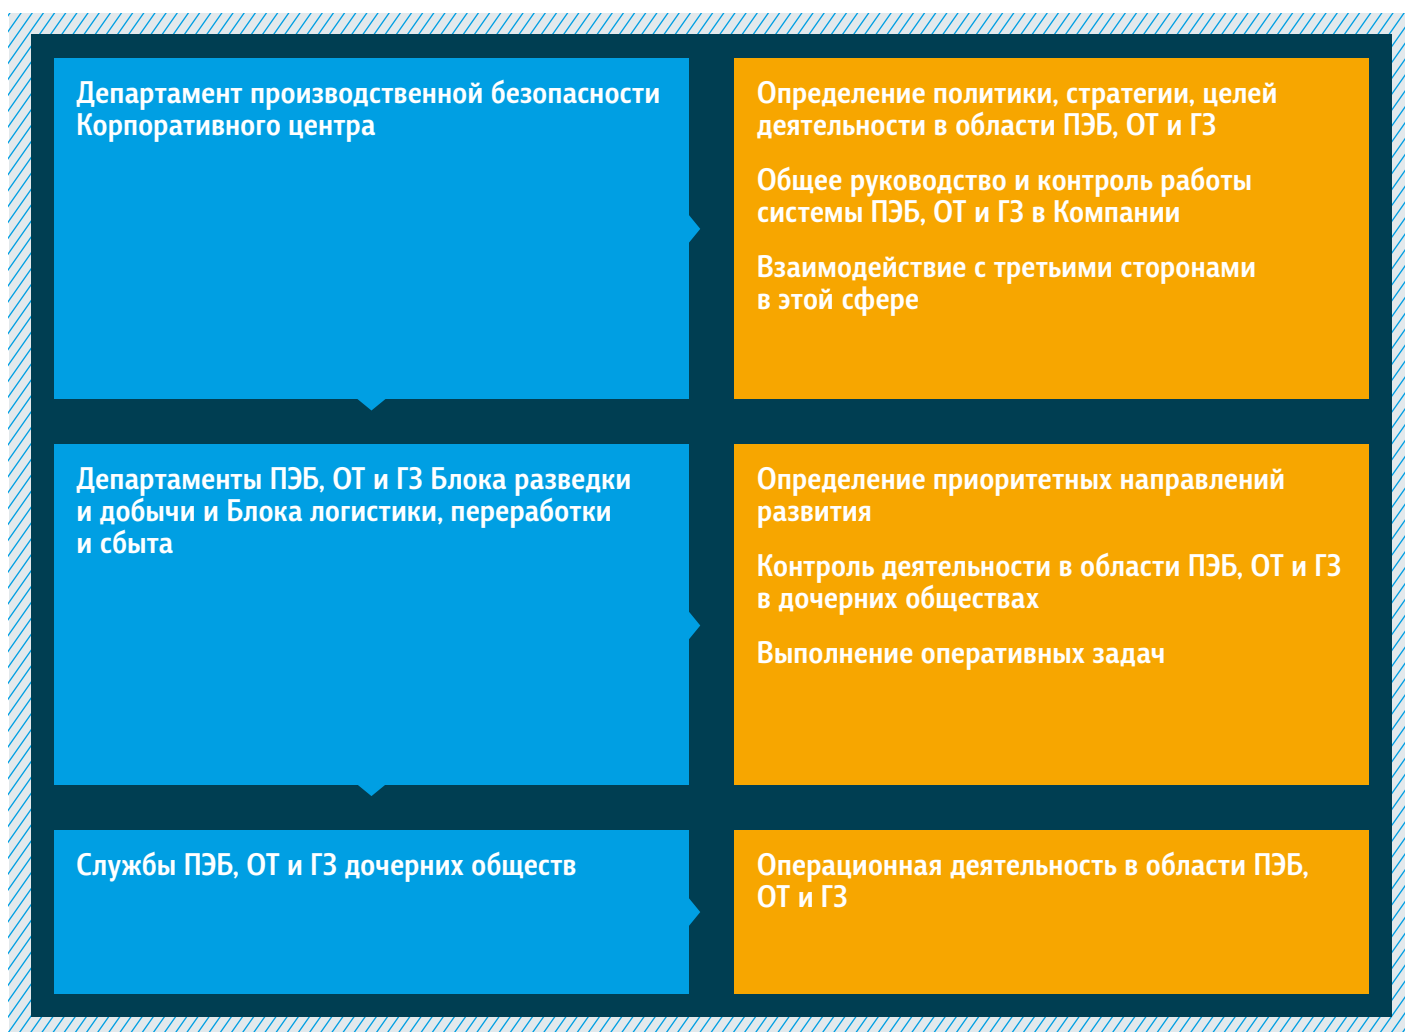 Департамент производственной безопасности
Корпоративного центра
Определение политики, стратегии, целей
деятельности в области ПЭБ, ОТ и ГЗ
Общее руководство и контроль работы
системы ПЭБ, ОТ и ГЗ в Компании
Взаимодействие с третьими сторонами
в этой сфере
Департаменты ПЭБ, ОТ и ГЗ Блока разведки
и добычи и Блока логистики, переработки
и сбыта
Определение приоритетных направлений
развития
Контроль деятельности в области ПЭБ, ОТ и ГЗ
в дочерних обществах
Выполнение оперативных задач
Службы ПЭБ, ОТ и ГЗ дочерних обществ
Операционная деятельность в области ПЭБ,
ОТ и ГЗ